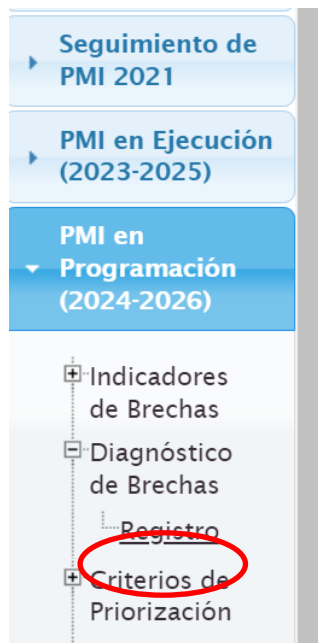 Seguimiento de
PMI 2021
PMI en Ejecución
(2023-2025)
PMI en
Programación
(2024-2026)
Indicadores
de Brechas
Diagnóstico
de Brechas
Registro
Criterios de
Priorización